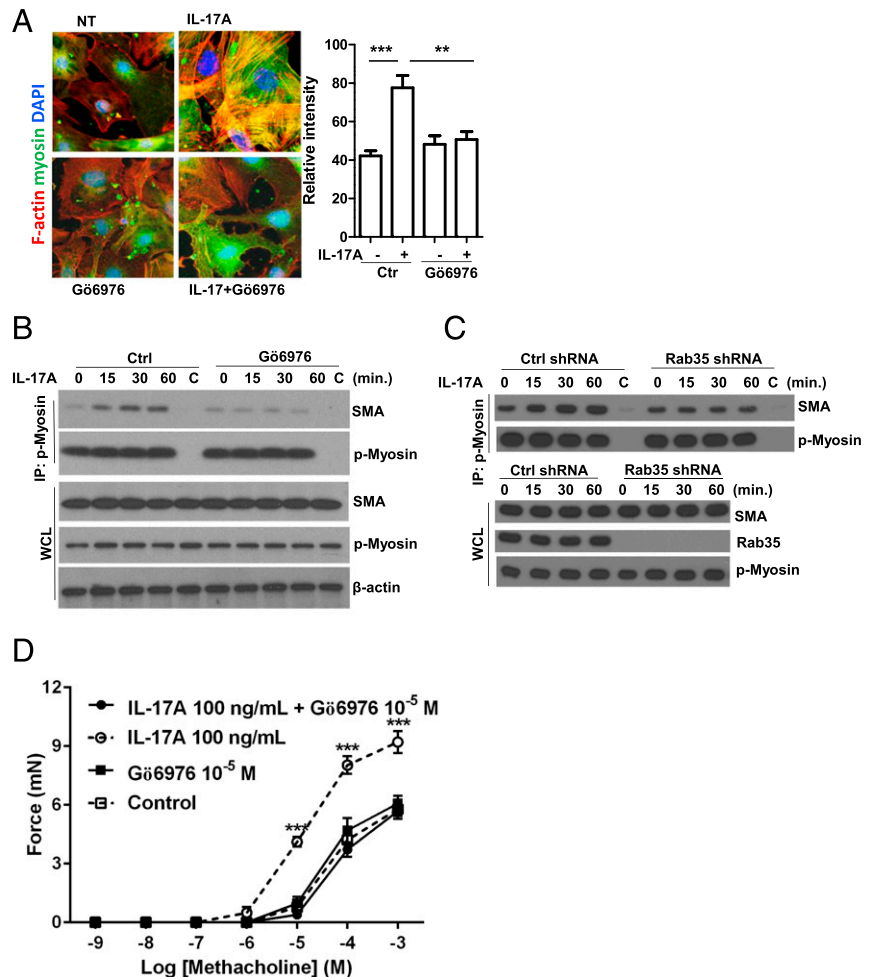 A
NT
IL-17A
F-actin myosin DAPI
Gö6976
IL-17+Gö6976
Relative intensity
100
80
60
40
20
0
***
**
IL-17A
- + - +
Ctr
Gö6976
B
Ctrl
Gö6976
IL-17A 0 15 30 60 C 0 15 30 60 C (min.)
IP: p-Myosin
SMA
p-Myosin
WCL
SMA
p-Myosin
β-actin
C
Ctrl shRNA
Rab35 shRNA
IL-17A 0 15 30 60 C 0 15 30 60 C (min.)
IP: p-Myosin
SMA
p-Myosin
Ctrl shRNA
Rab35 shRNA
0 15 30 60 0 15 30 60 (min.)
WCL
SMA
Rab35
p-Myosin
D
Force (mN)
12
9
6
3
0
IL-17A 100 ng/mL + Gö6976 10⁻⁵ M
IL-17A 100 ng/mL
Gö6976 10⁻⁵ M
Control
***
***
***
-9 -8 -7 -6 -5 -4 -3
Log [Methacholine] (M)